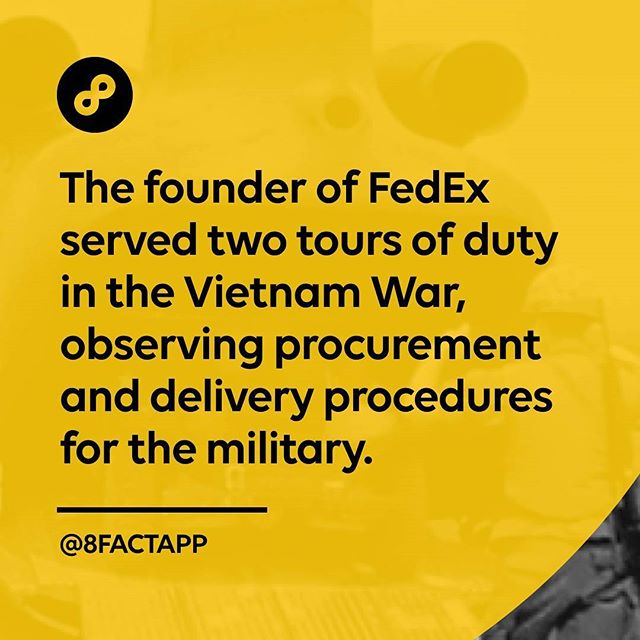 The founder of FedEx
served two tours of duty
in the Vietnam War,
observing procurement
and delivery procedures
for the military.
@8FACTAPP